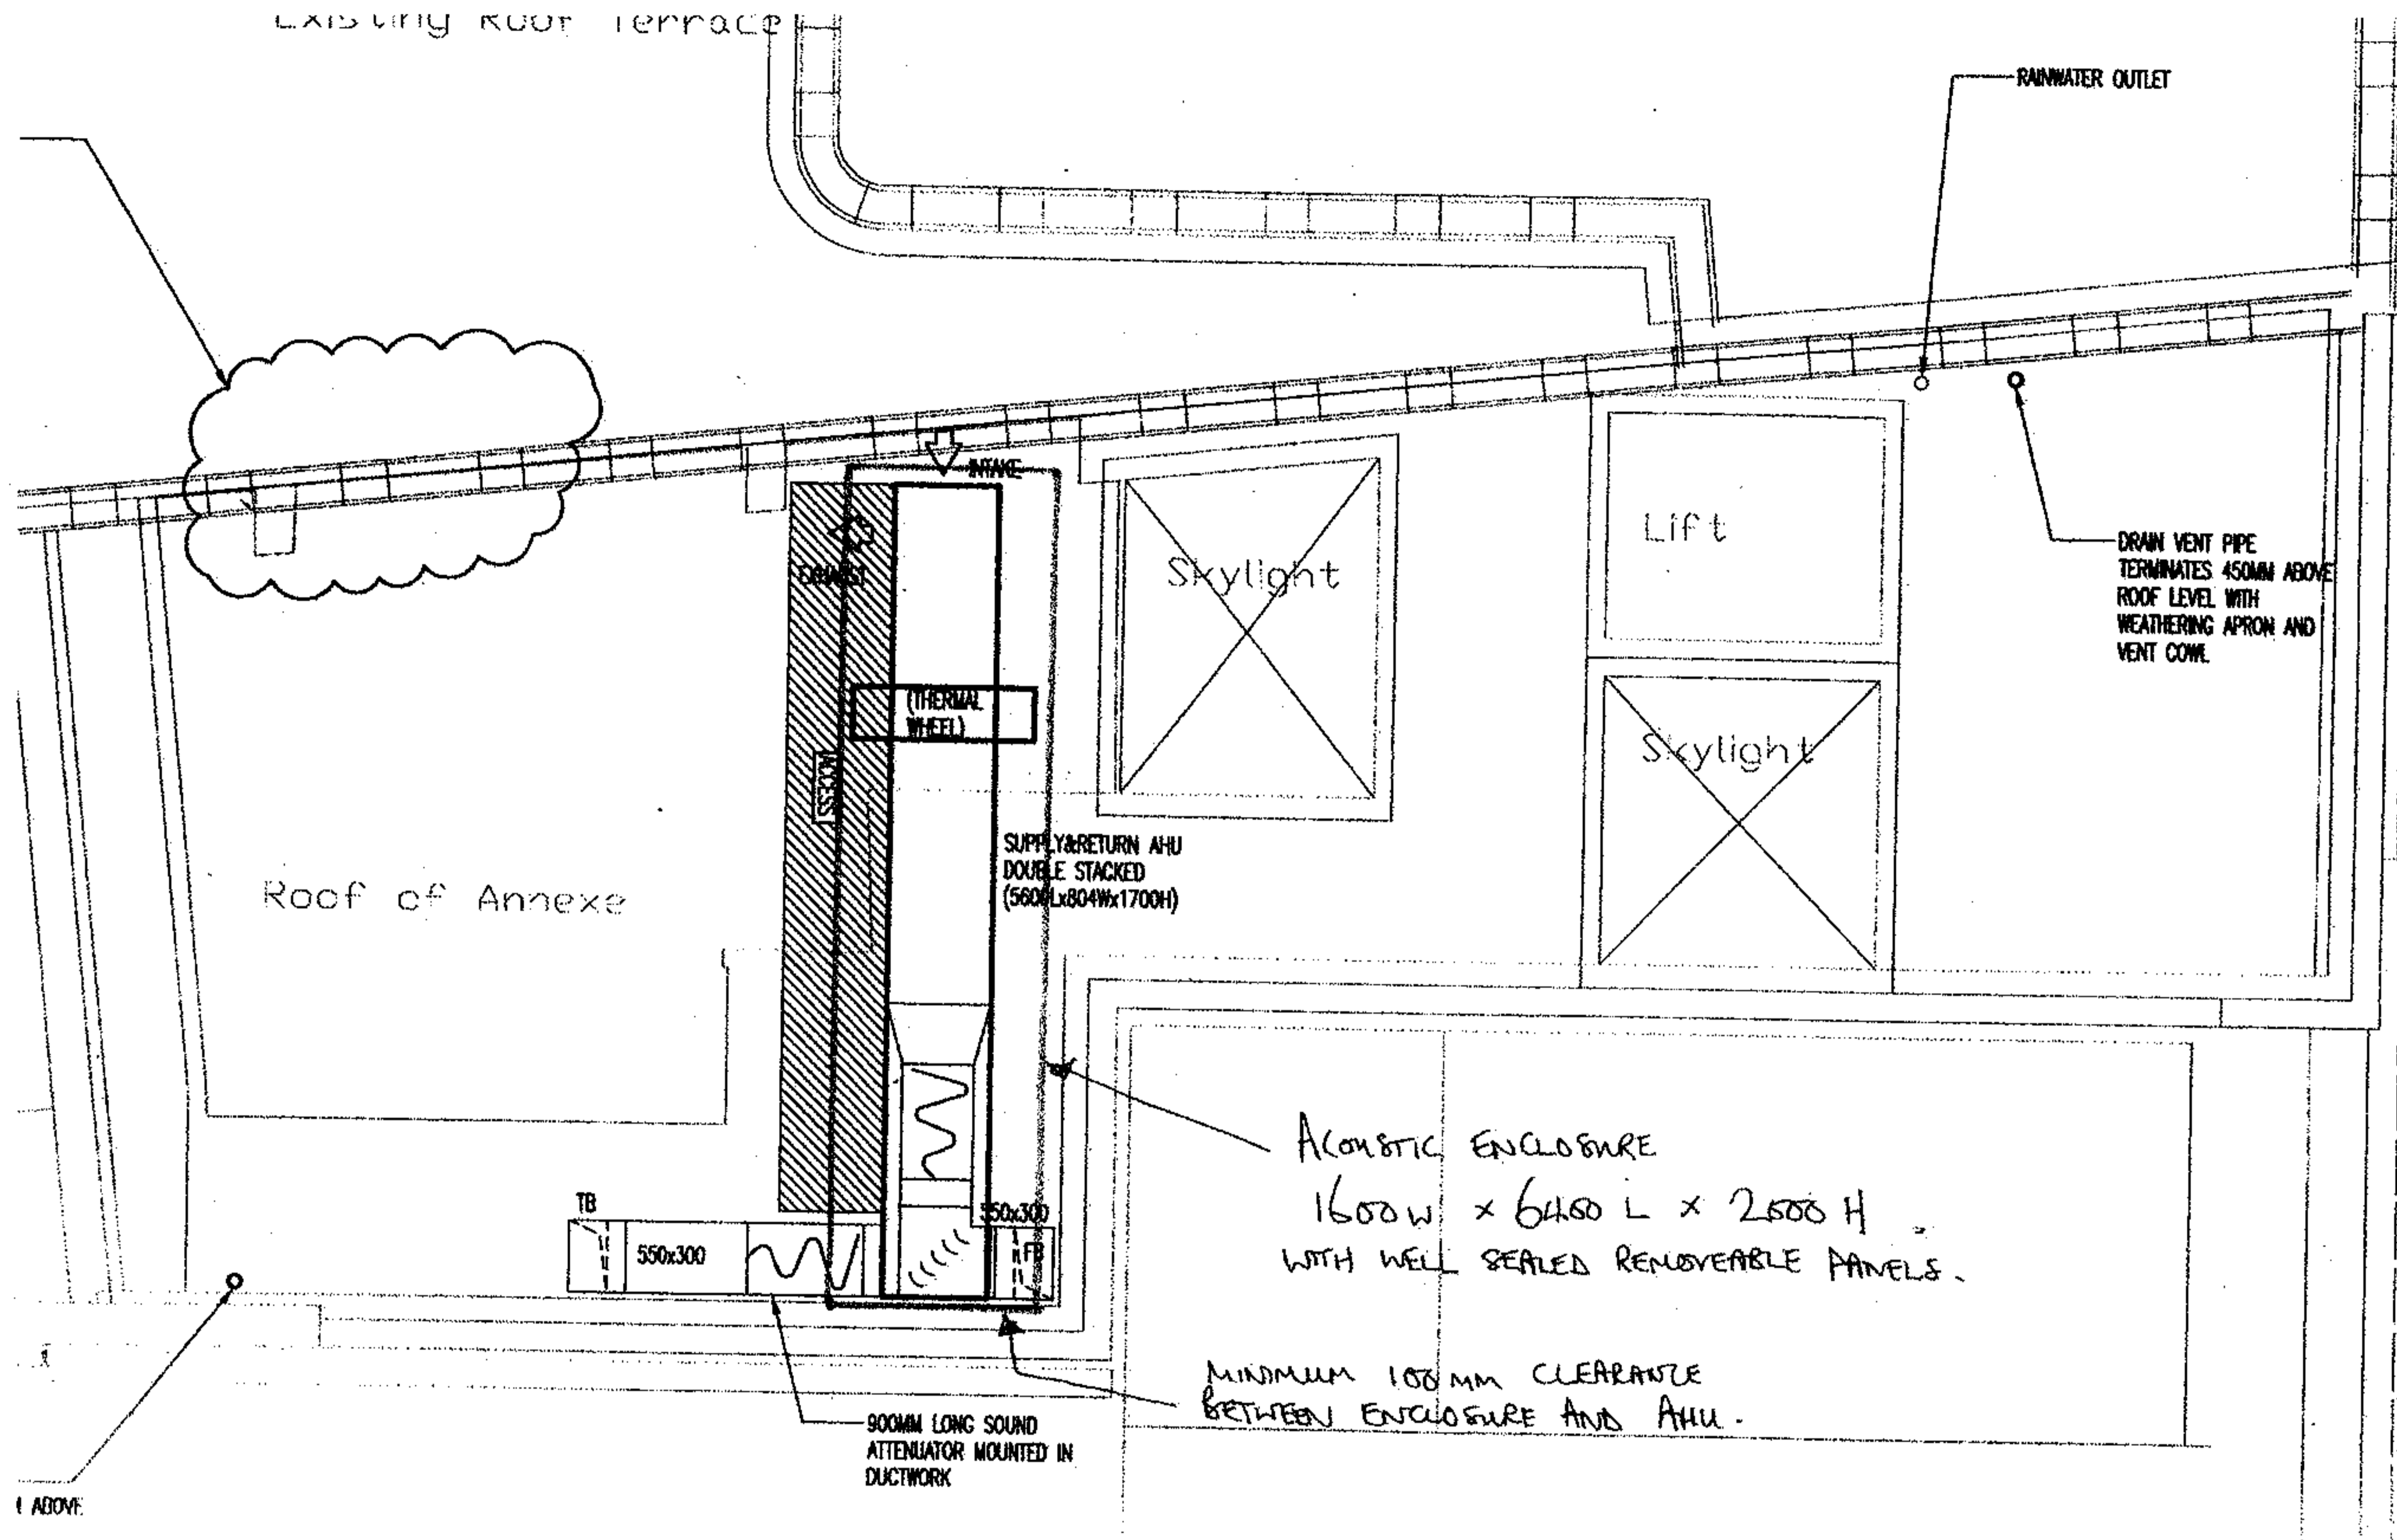 Existing Roof Terrace
RAINWATER OUTLET
INTAKE
EXHAUST
Skylight
Lift
DRAIN VENT PIPE
TERMINATES 450MM ABOVE
ROOF LEVEL WITH
WEATHERING APRON AND
VENT COWL
(THERMAL
WHEEL)
ACCESS
Skylight
SUPPLY&RETURN AHU
DOUBLE STACKED
(5600Lx804Wx1700H)
Roof of Annexe
ACOUSTIC ENCLOSURE
1600W x 6400 L x 2000 H
WITH WELL SEALED REMOVEABLE PANELS.
TB
550x300
550x300
FB
MINIMUM 100 MM CLEARANCE
BETWEEN ENCLOSURE AND AHU.
900MM LONG SOUND
ATTENUATOR MOUNTED IN
DUCTWORK
ABOVE